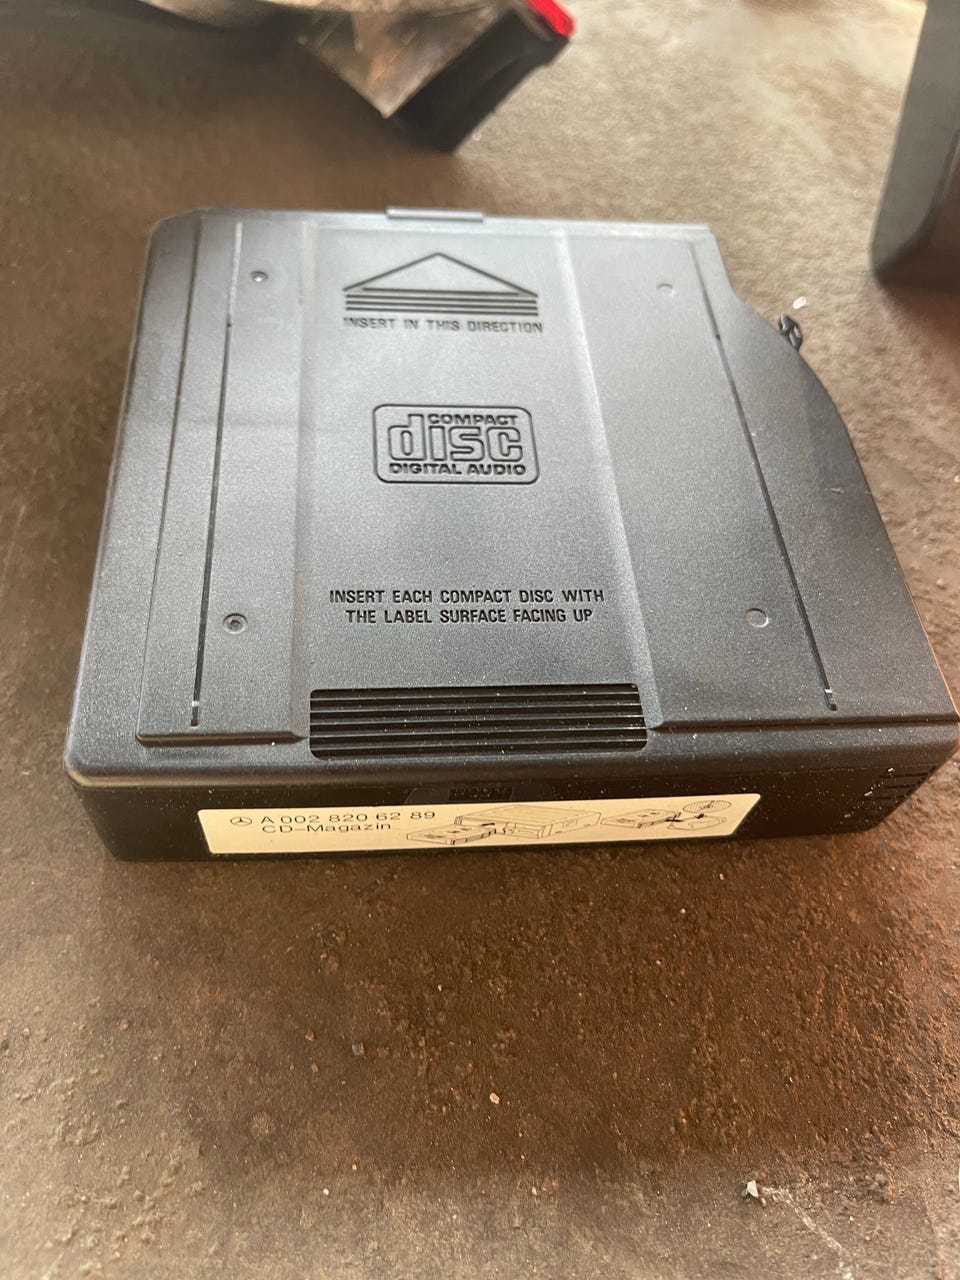 INSERT IN THIS DIRECTION
COMPACT
disc
DIGITAL AUDIO
INSERT EACH COMPACT DISC WITH
THE LABEL SURFACE FACING UP
A 002 820 62 89
CD-Magazin